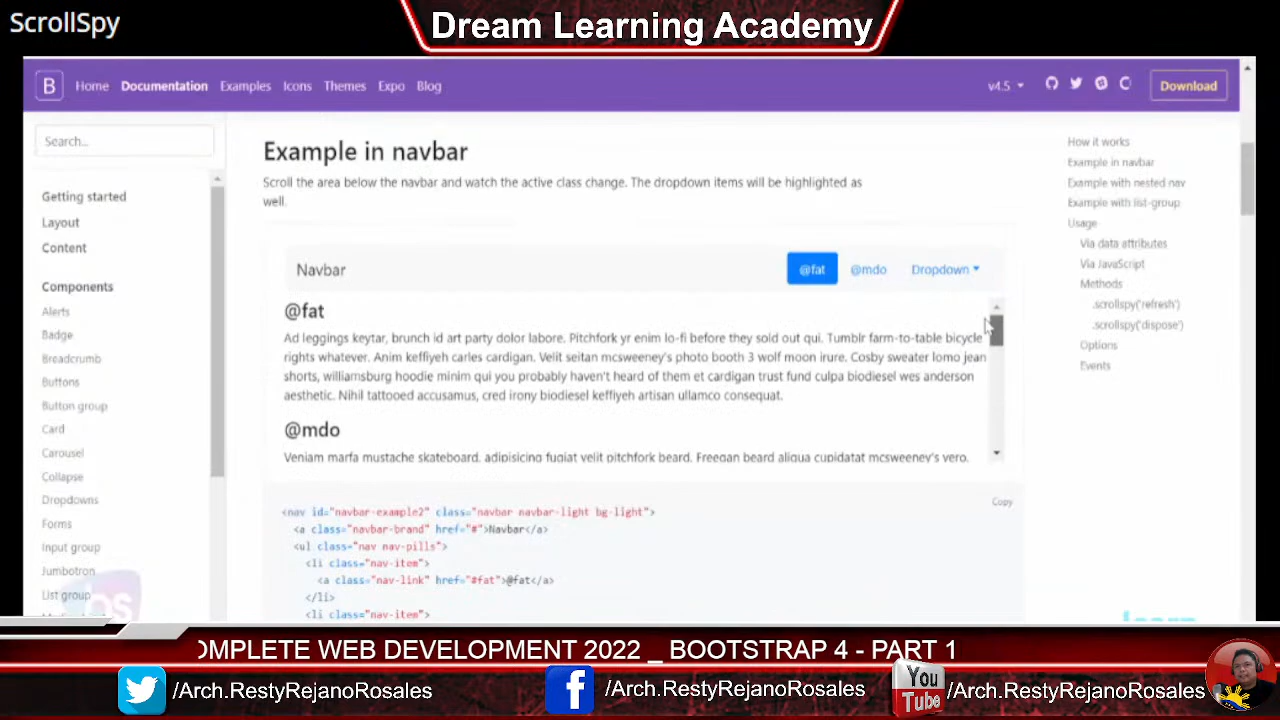 ScrollSpy
Dream Learning Academy
B Home Documentation Examples Icons Themes Expo Blog
v4.5
Download
Search...
Getting started
Layout
Content
Components
Alerts
Badge
Breadcrumb
Buttons
Button group
Card
Carousel
Collapse
Dropdowns
Forms
Input group
Jumbotron
List group
Example in navbar
Scroll the area below the navbar and watch the active class change. The dropdown items will be highlighted as
well.
Navbar
@fat @mdo Dropdown
@fat
Ad leggings keytar, brunch id art party dolor labore. Pitchfork yr enim lo-fi before they sold out qui. Tumblr farm-to-table bicycle
rights whatever. Anim keffiyeh carles cardigan. Velit seitan mcsweeney's photo booth 3 wolf moon irure. Cosby sweater lomo jean
shorts, williamsburg hoodie minim qui you probably haven't heard of them et cardigan trust fund culpa biodiesel wes anderson
aesthetic. Nihil tattooed accusamus, cred irony biodiesel keffiyeh artisan ullamco consequat.
@mdo
Veniam marfa mustache skateboard, adipisicing fugiat velit pitchfork beard. Freegan beard aliqua cupidatat mcsweeney's vero.
Copy
<nav id="navbar-example2" class="navbar navbar-light bg-light">
<a class="navbar-brand" href="#">Navbar</a>
<ul class="nav nav-pills">
<li class="nav-item">
<a class="nav-link" href="#fat">@fat</a>
</li>
<li class="nav-item">
How it works
Example in navbar
Example with nested nav
Example with list-group
Usage
Via data attributes
Via JavaScript
Methods
.scrollspy('refresh')
.scrollspy('dispose')
Options
Events
OMPLETE WEB DEVELOPMENT 2022 _ BOOTSTRAP 4 - PART 1
/Arch.RestyRejanoRosales
/Arch.RestyRejanoRosales
You
Tube
/Arch.RestyRejanoRosales